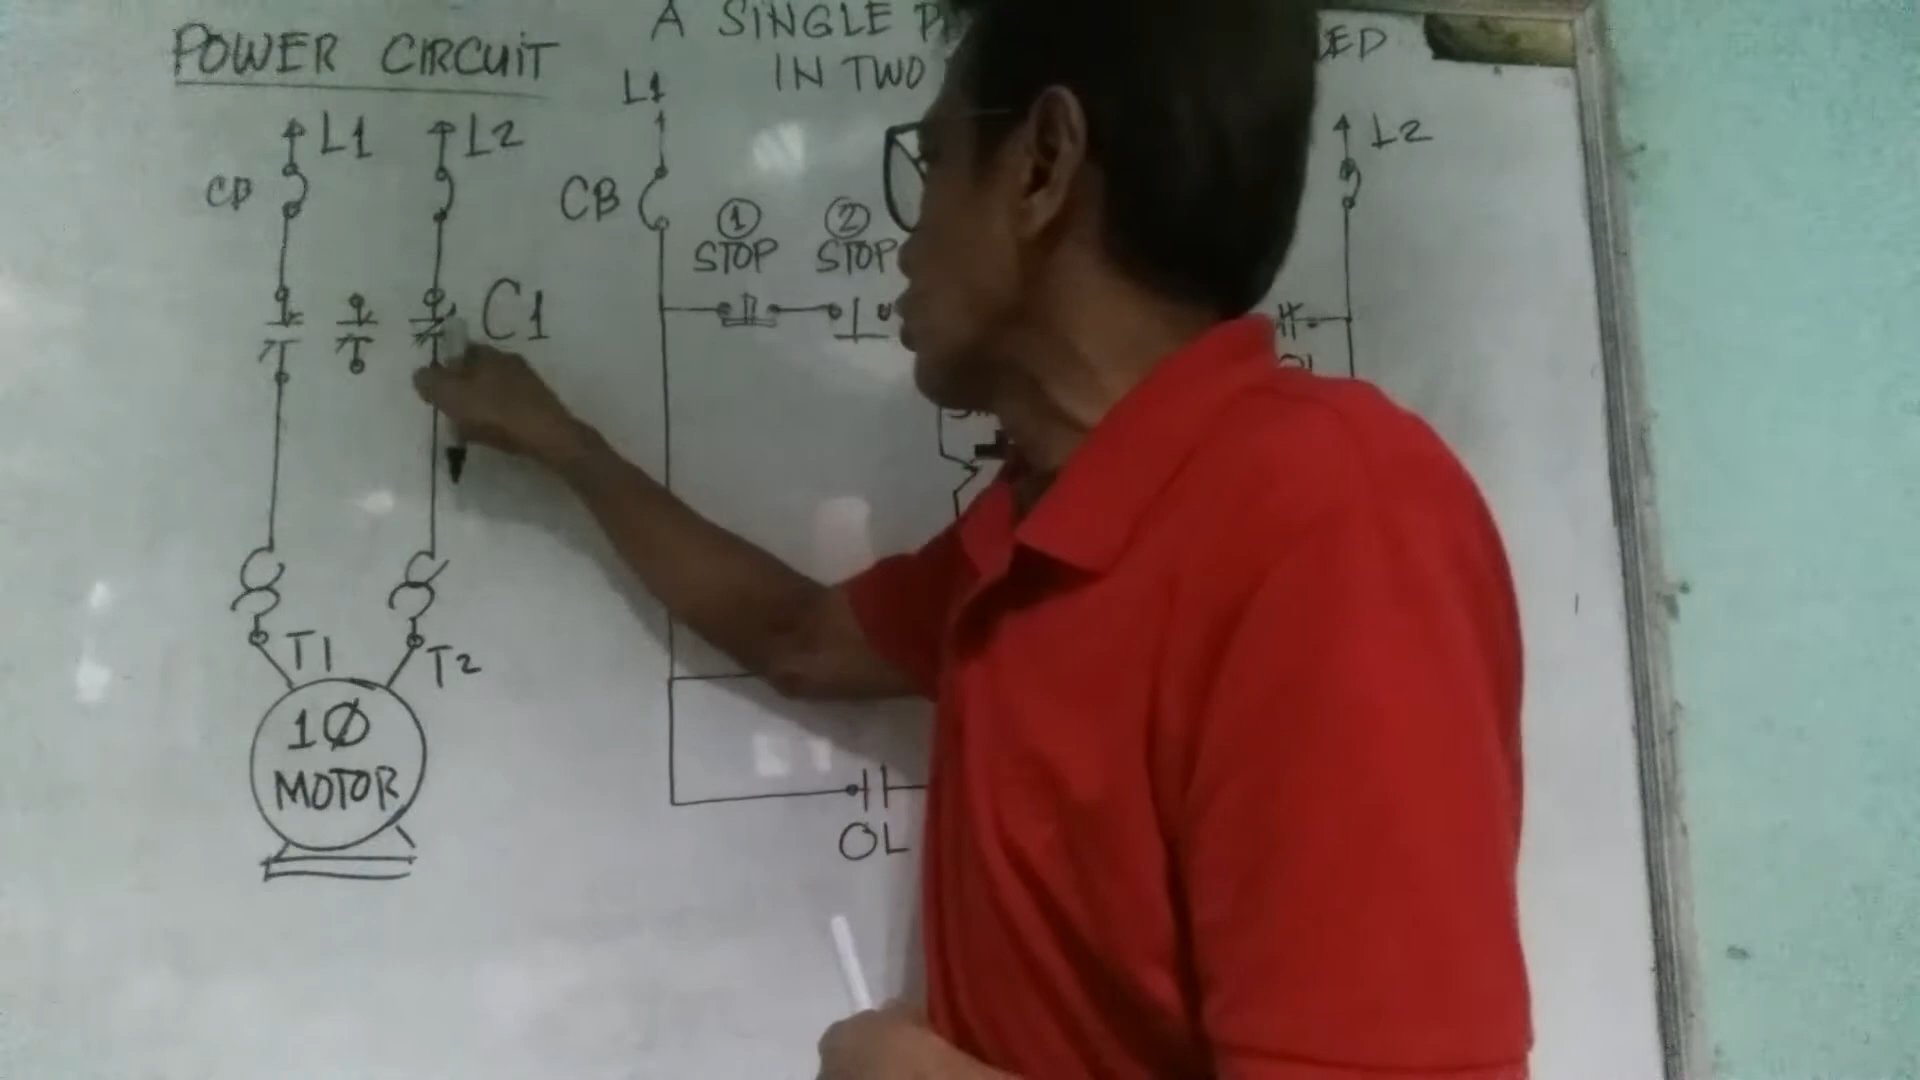 POWER CIRCUIT
A SINGLE
IN TWO
L1 L2
CB
C1
T1 T2
1Ø
MOTOR
L1
CB
1 2
STOP STOP
OL
L2